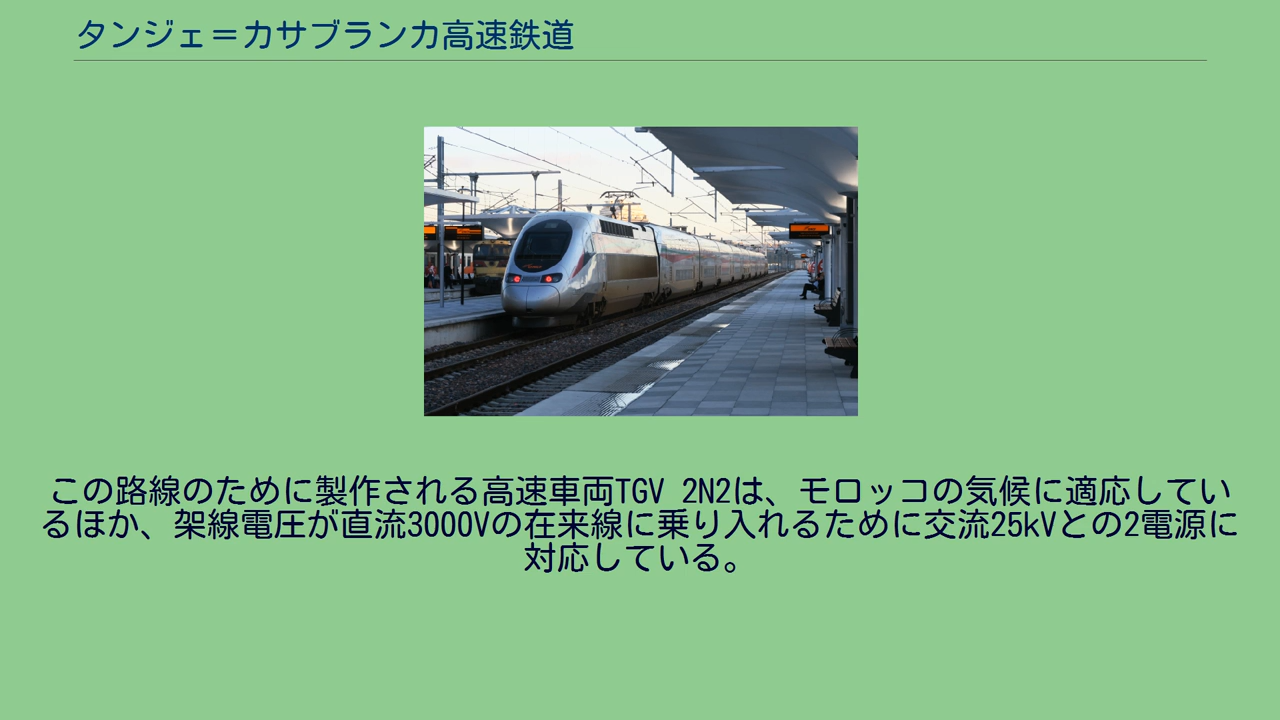 タンジェ＝カサブランカ高速鉄道
この路線のために製作される高速車両TGV 2N2は、モロッコの気候に適応してい
るほか、架線電圧が直流3000Vの在来線に乗り入れるために交流25kVとの2電源に
対応している。